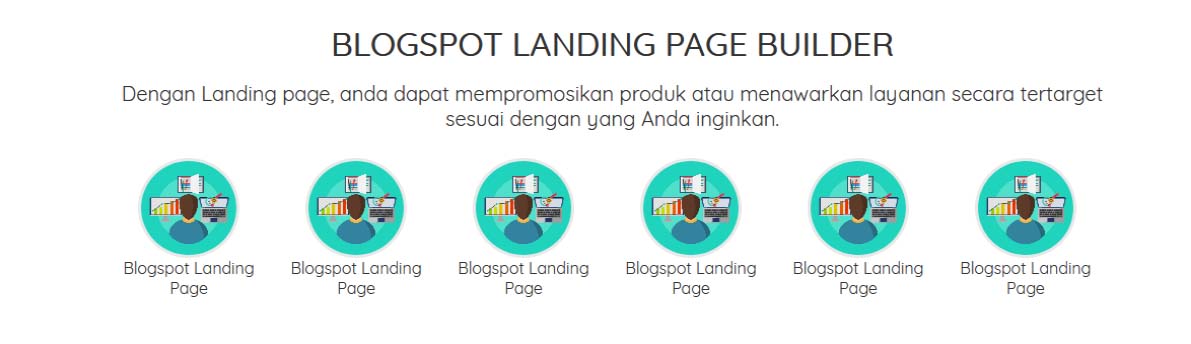 BLOGSPOT LANDING PAGE BUILDER
Dengan Landing page, anda dapat mempromosikan produk atau menawarkan layanan secara tertarget
sesuai dengan yang Anda inginkan.
Blogspot Landing
Page
Blogspot Landing
Page
Blogspot Landing
Page
Blogspot Landing
Page
Blogspot Landing
Page
Blogspot Landing
Page